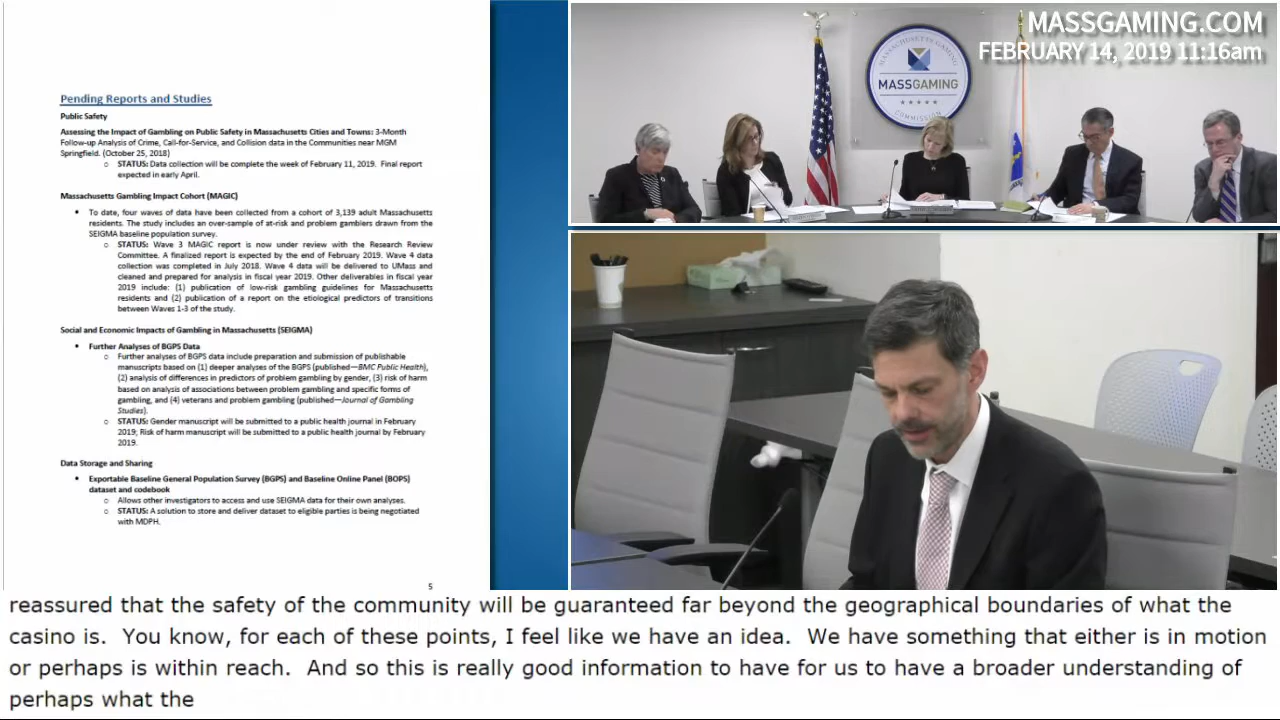 Pending Reports and Studies
Public Safety
Assessing the Impact of Gambling on Public Safety in Massachusetts Cities and Towns: 3-Month
Follow-up Analysis of Crime, Call-for-Service, and Collision data in the Communities near MGM
Springfield. (October 25, 2018)
o STATUS: Data collection will be complete the week of February 11, 2019. Final report
expected in early April.
Massachusetts Gambling Impact Cohort (MAGIC)
• To date, four waves of data have been collected from a cohort of 3,139 adult Massachusetts
residents. The study includes an over-sample of at-risk and problem gamblers drawn from the
SEIGMA baseline population survey.
o STATUS: Wave 3 MAGIC report is now under review with the Research Review
Committee. A finalized report is expected by the end of February 2019. Wave 4 data
collection was completed in July 2018. Wave 4 data will be delivered to UMass and
cleaned and prepared for analysis in fiscal year 2019. Other deliverables in fiscal year
2019 include: (1) publication of low-risk gambling guidelines for Massachusetts
residents and (2) publication of a report on the etiological predictors of transitions
between Waves 1-3 of the study.
Social and Economic Impacts of Gambling in Massachusetts (SEIGMA)
• Further Analyses of BGPS Data
o Further analyses of BGPS data include preparation and submission of publishable
manuscripts based on (1) deeper analyses of the BGPS (published—BMC Public Health),
(2) analysis of differences in predictors of problem gambling by gender, (3) risk of harm
based on analysis of associations between problem gambling and specific forms of
gambling, and (4) veterans and problem gambling (published—Journal of Gambling
Studies).
o STATUS: Gender manuscript will be submitted to a public health journal in February
2019; Risk of harm manuscript will be submitted to a public health journal by February
2019.
Data Storage and Sharing
• Exportable Baseline General Population Survey (BGPS) and Baseline Online Panel (BOPS)
dataset and codebook
o Allows other investigators to access and use SEIGMA data for their own analyses.
o STATUS: A solution to store and deliver dataset to eligible parties is being negotiated
with MDPH.
5
MASSGAMING.COM
FEBRUARY 14, 2019 11:16am
MASSACHUSETTS GAMING
MASSGAMING
COMMISSION
reassured that the safety of the community will be guaranteed far beyond the geographical boundaries of what the
casino is. You know, for each of these points, I feel like we have an idea. We have something that either is in motion
or perhaps is within reach. And so this is really good information to have for us to have a broader understanding of
perhaps what the